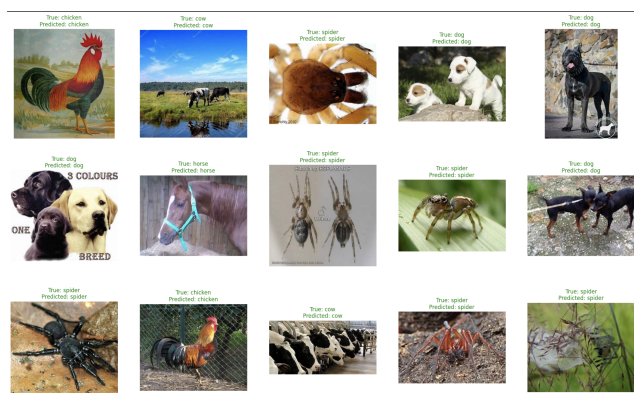 True: chicken
Predicted: chicken
True: cow
Predicted: cow
True: spider
Predicted: spider
True: dog
Predicted: dog
True: dog
Predicted: dog
True: dog
Predicted: dog
3 COLOURS
ONE
BREED
True: horse
Predicted: horse
True: spider
Predicted: spider
True: spider
Predicted: spider
True: dog
Predicted: dog
True: spider
Predicted: spider
True: chicken
Predicted: chicken
True: cow
Predicted: cow
True: spider
Predicted: spider
True: spider
Predicted: spider